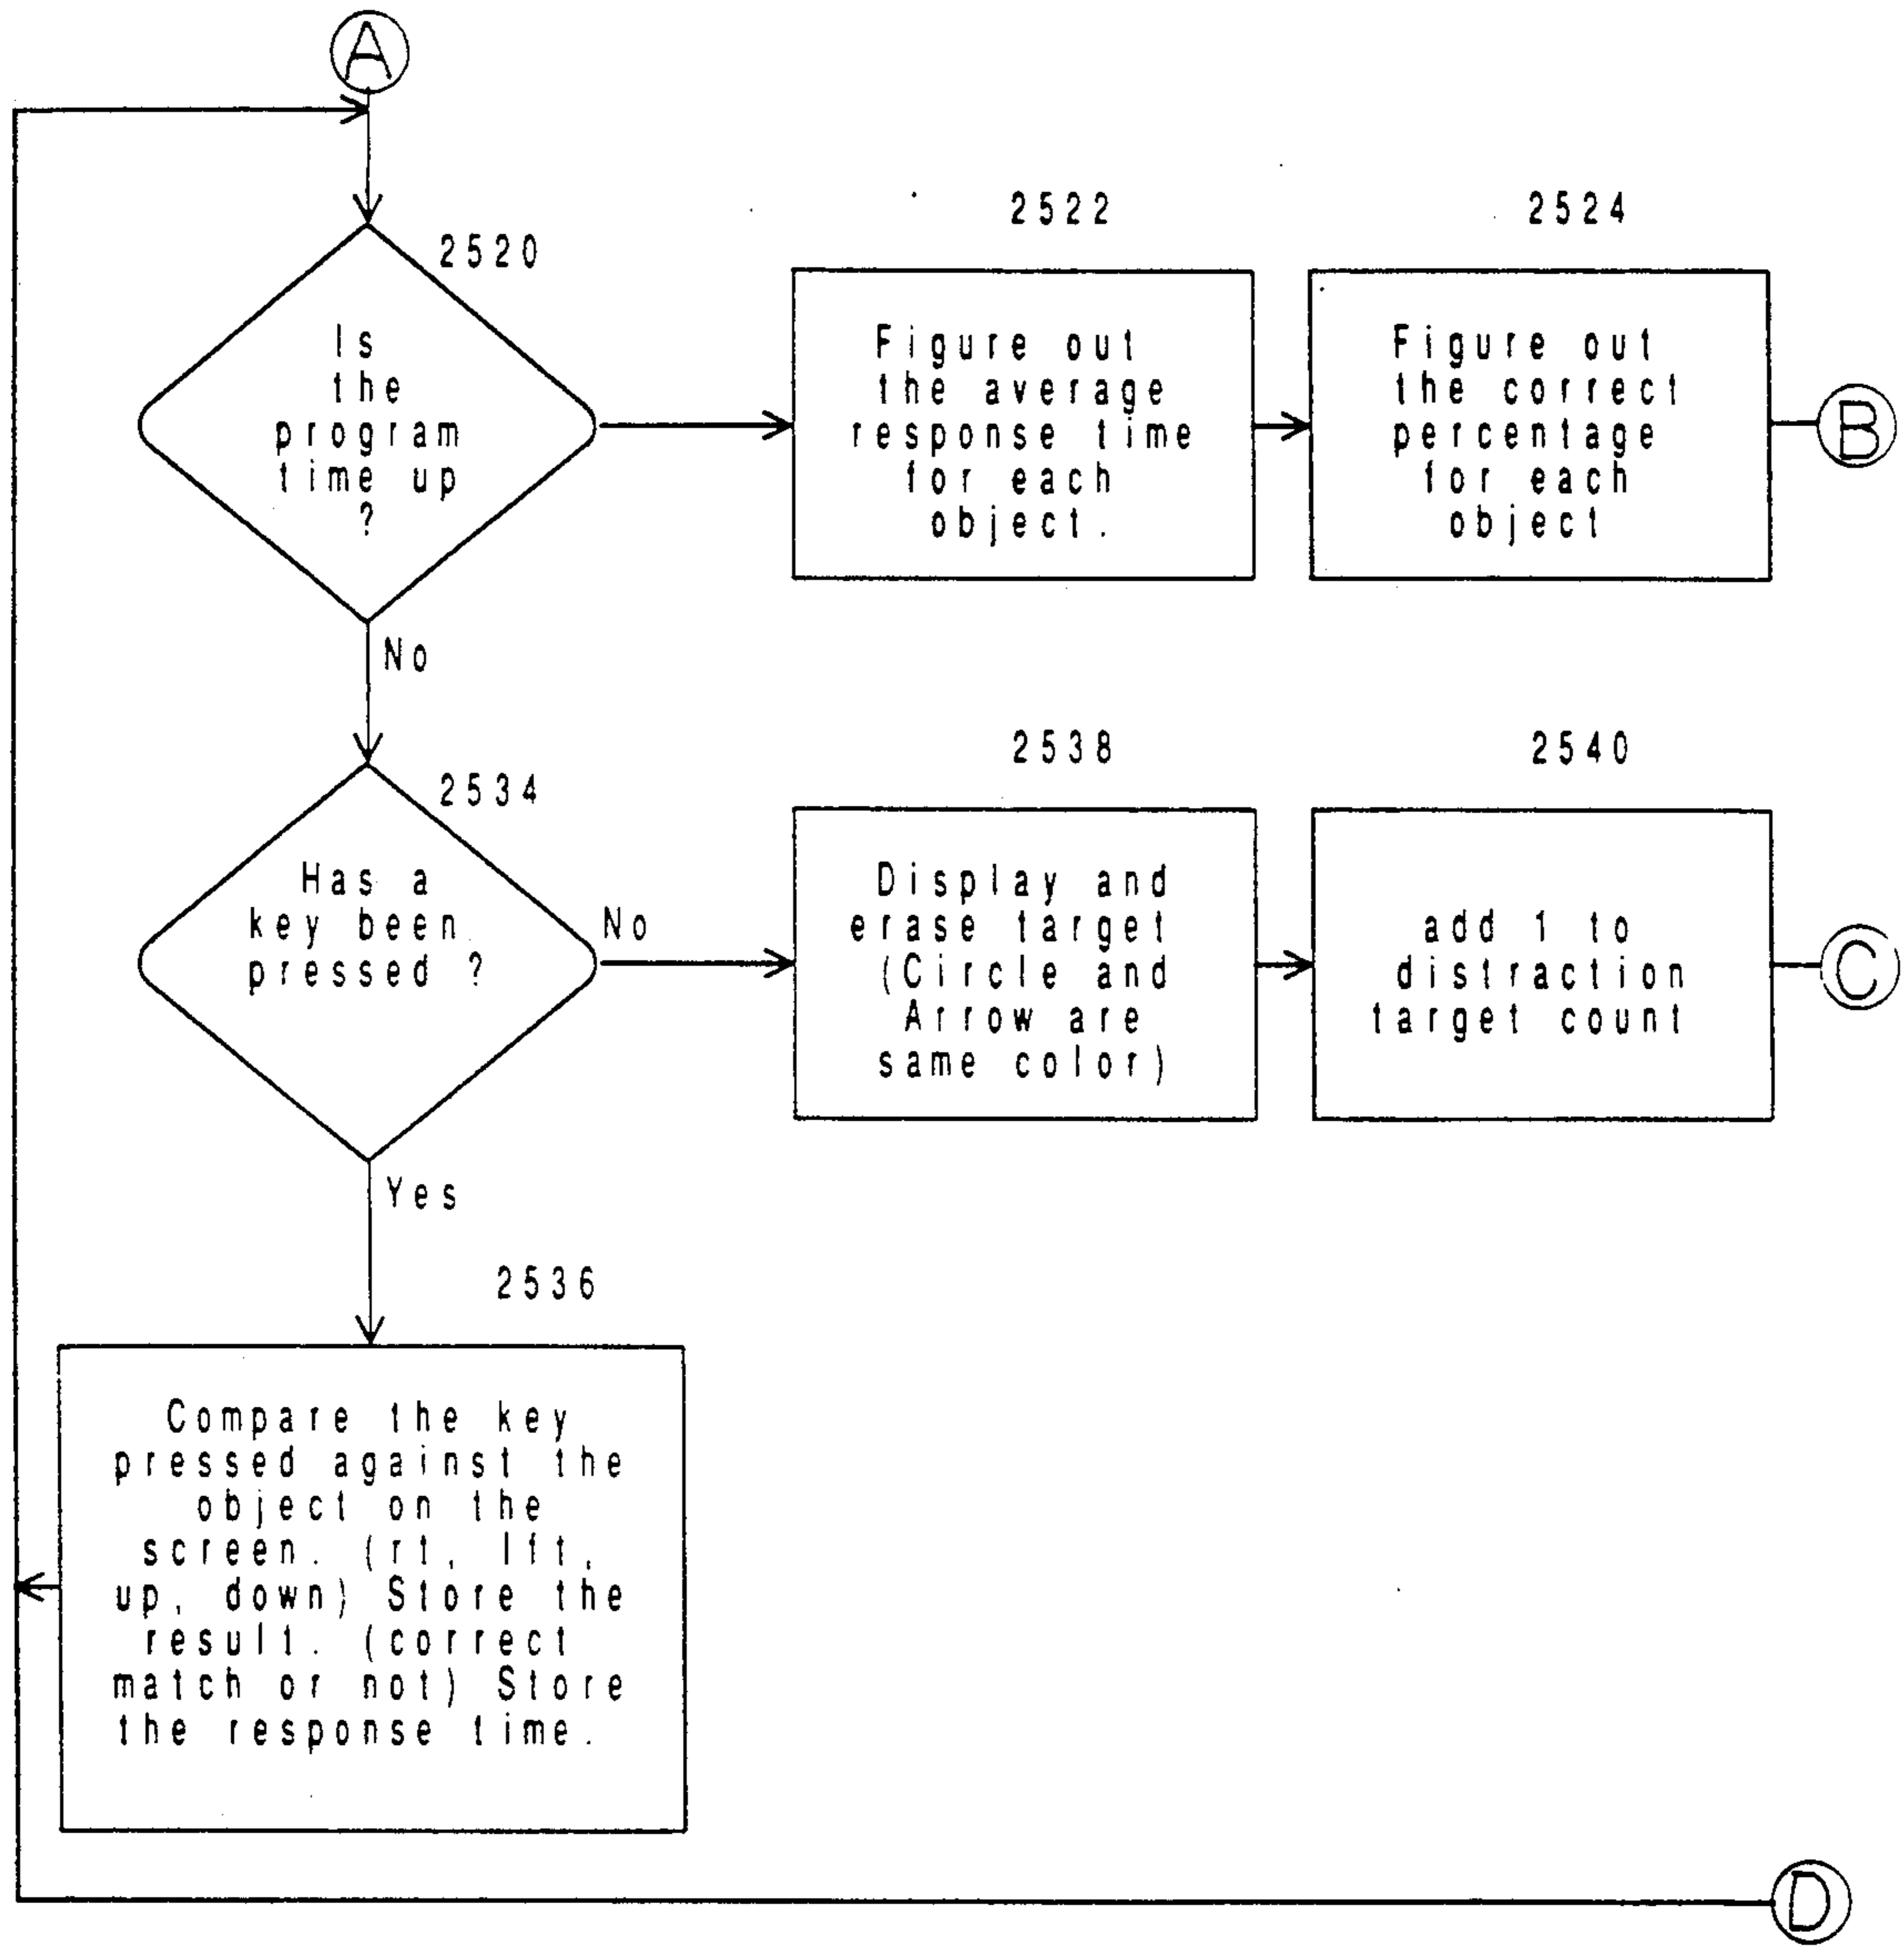 A
2520
Is
the
program
time up
?
2522
Figure out
the average
response time
for each
object.
2524
Figure out
the correct
percentage
for each
object
B
No
2534
Has a
key been
pressed ?
No
2538
Display and
erase target
(Circle and
Arrow are
same color)
2540
add 1 to
distraction
target count
C
Yes
2536
Compare the key
pressed against the
object on the
screen. (rt, lft,
up, down) Store the
result. (correct
match or not) Store
the response time.
D